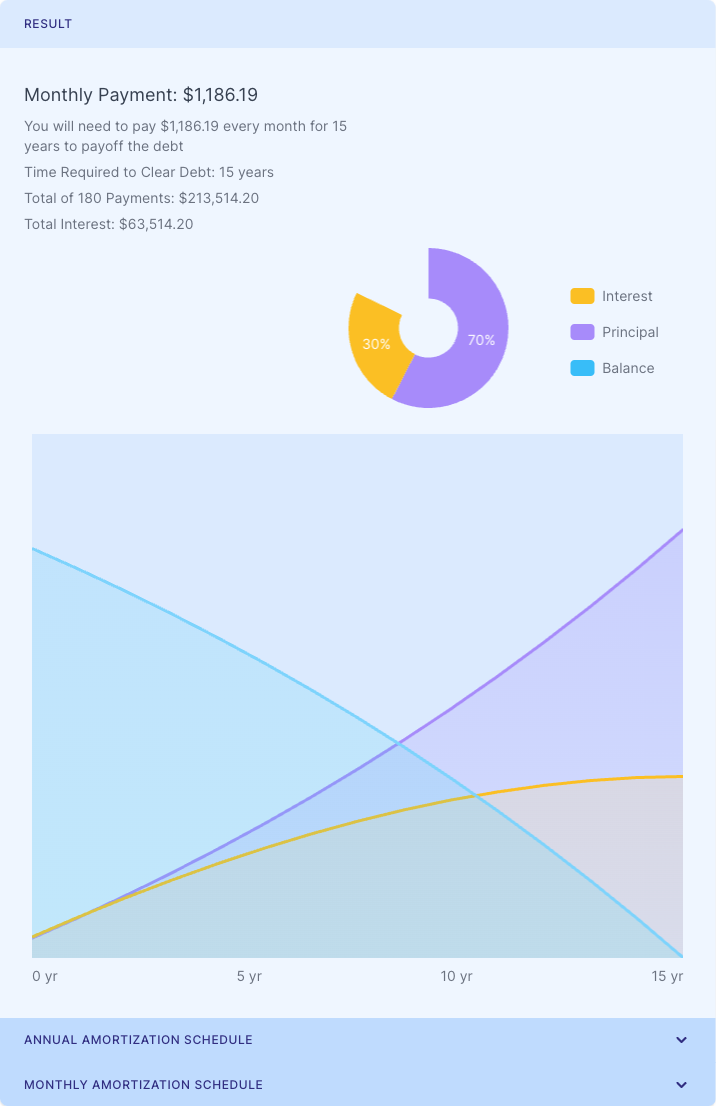 RESULT
Monthly Payment: $1,186.19
You will need to pay $1,186.19 every month for 15
years to payoff the debt
Time Required to Clear Debt: 15 years
Total of 180 Payments: $213,514.20
Total Interest: $63,514.20
Interest
30%
70%
Principal
Balance
0 yr
5 yr
10 yr
15 yr
ANNUAL AMORTIZATION SCHEDULE
MONTHLY AMORTIZATION SCHEDULE